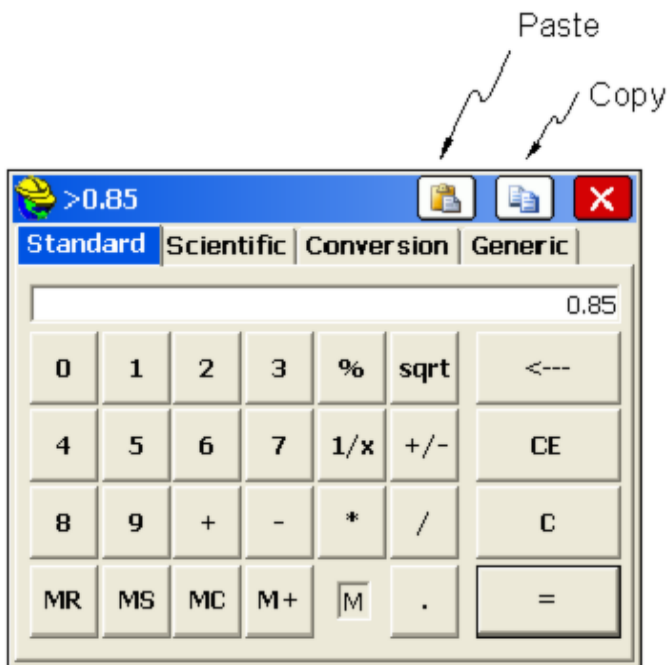 Paste
Copy
>0.85
Standard Scientific Conversion Generic
0.85
0 1 2 3 % sqrt <---
4 5 6 7 1/x +/- CE
8 9 + - * / C
MR MS MC M+ M . =